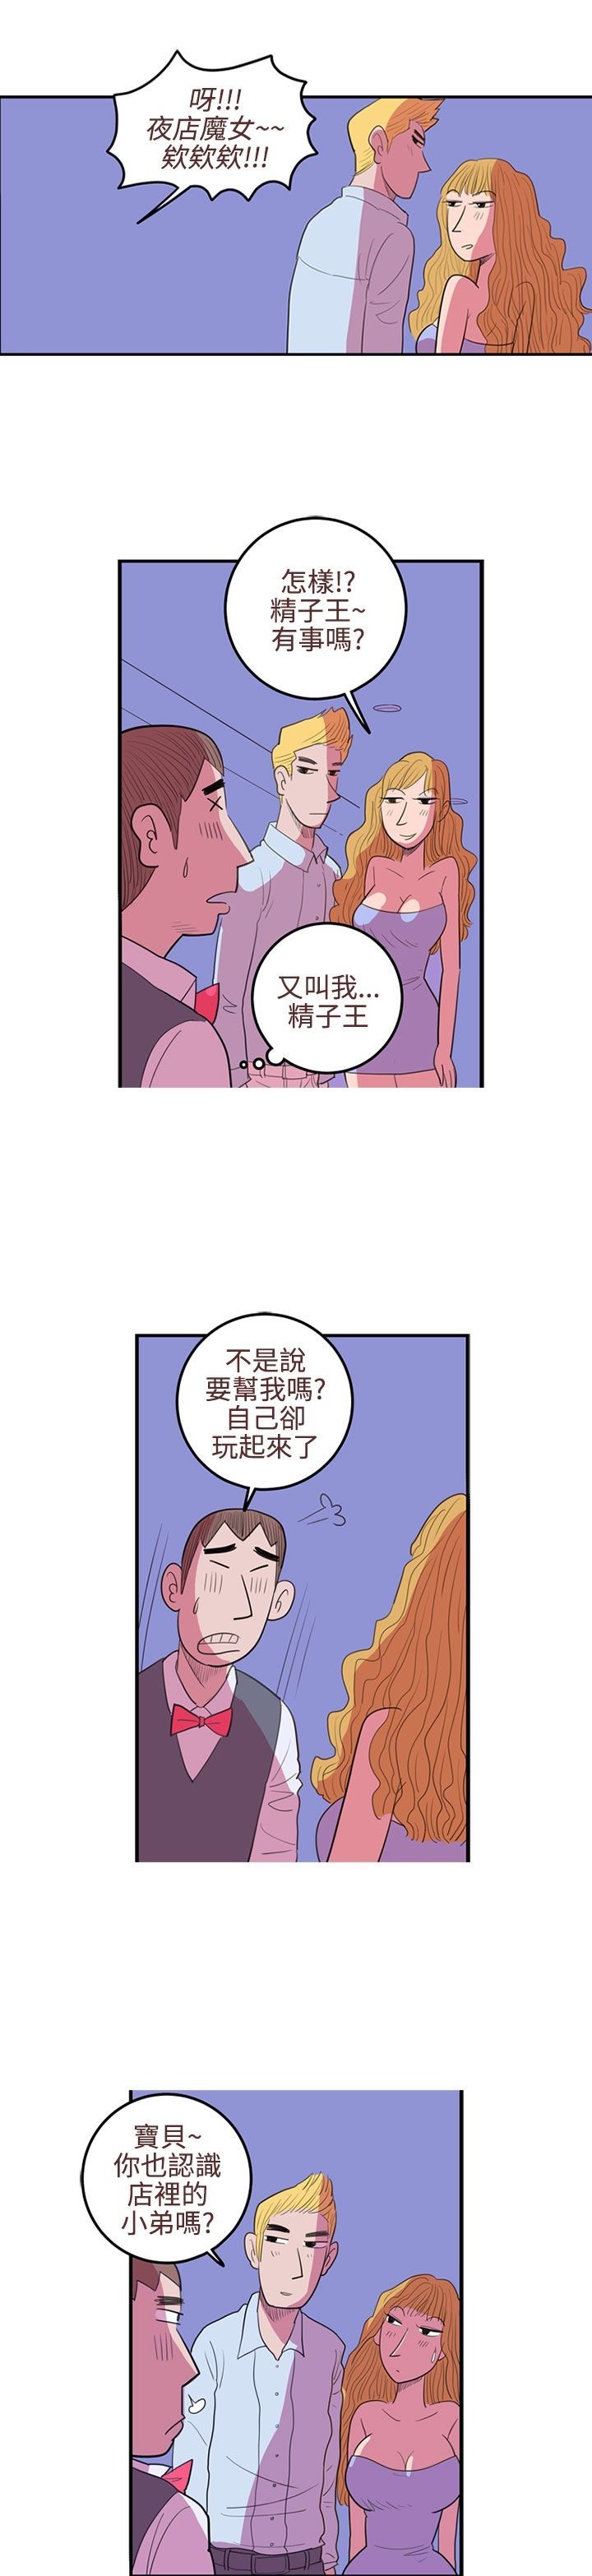 呀!!!
夜店魔女~~
欸欸欸!!!
怎樣!?
精子王~
有事嗎?
又叫我...
精子王
不是說
要幫我嗎?
自己卻
玩起來了
寶貝~
你也認識
店裡的
小弟嗎?